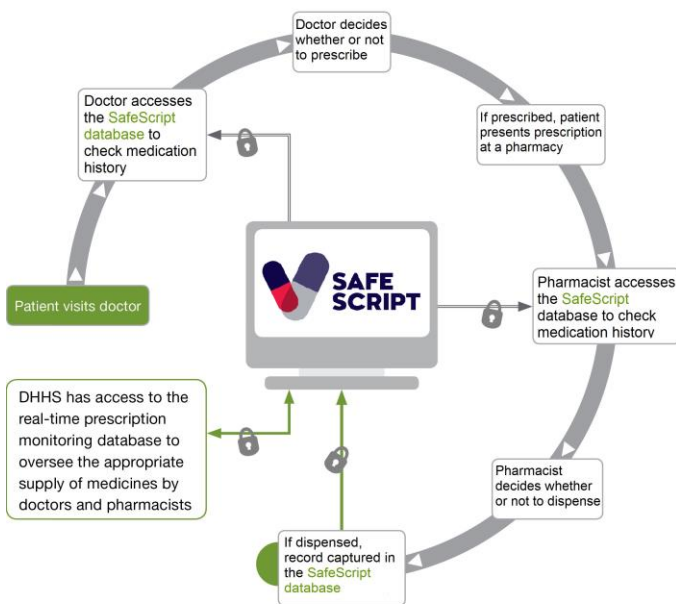 Patient visits doctor
Doctor accesses
the SafeScript
database to
check medication
history
Doctor decides
whether or not
to prescribe
If prescribed, patient
presents prescription
at a pharmacy
Pharmacist accesses
the SafeScript
database to check
medication history
Pharmacist
decides whether
or not to dispense
If dispensed,
record captured in
the SafeScript
database
SAFE
SCRIPT
DHHS has access to the
real-time prescription
monitoring database to
oversee the appropriate
supply of medicines by
doctors and pharmacists